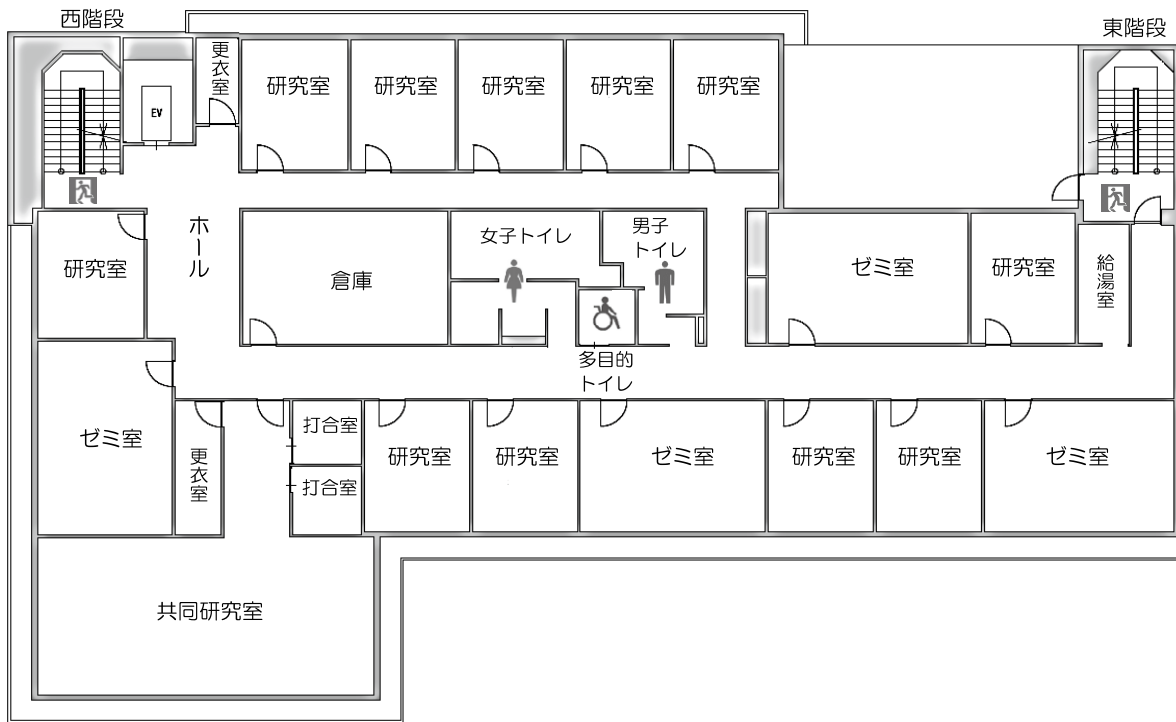 西階段
東階段
更衣室
研究室
研究室
研究室
研究室
研究室
EV
ホール
研究室
倉庫
女子トイレ
男子
トイレ
ゼミ室
研究室
給湯室
多目的
トイレ
ゼミ室
更衣室
打合室
打合室
研究室
研究室
ゼミ室
研究室
研究室
ゼミ室
共同研究室